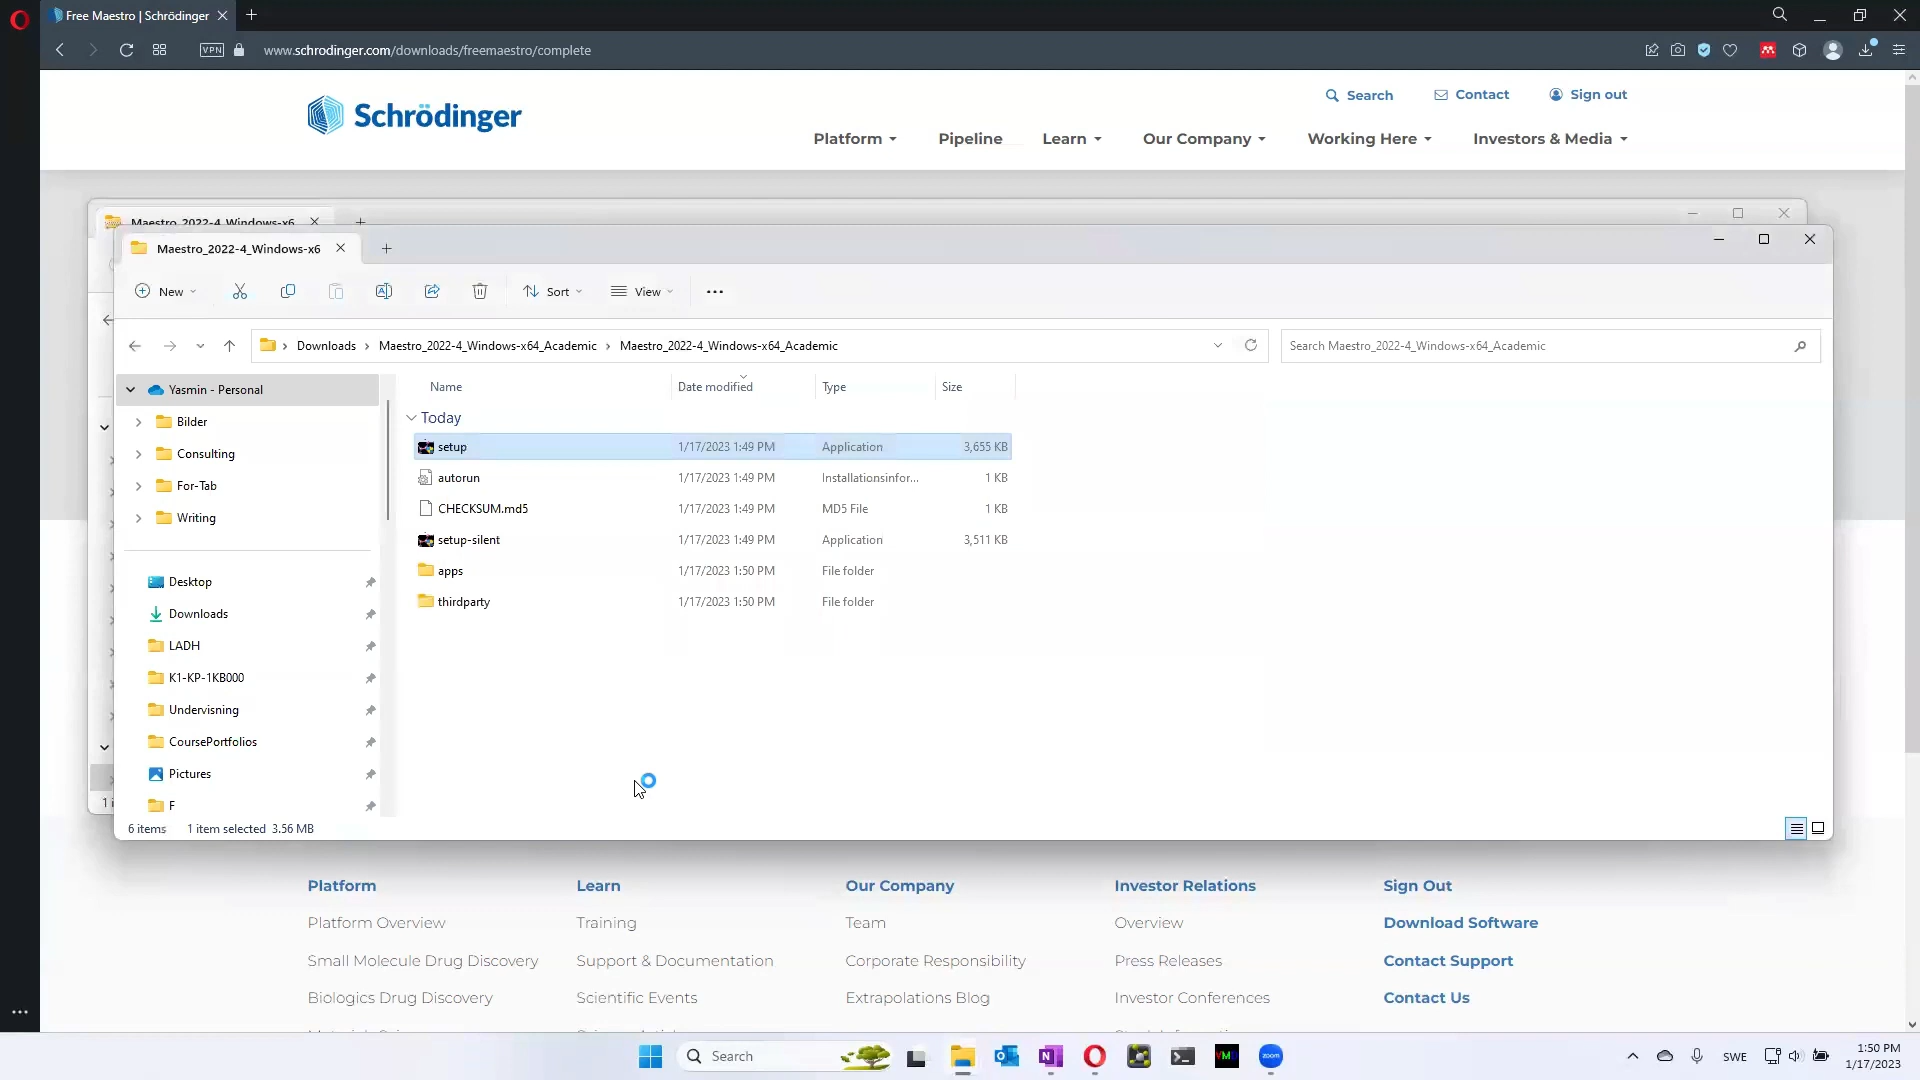 Free Maestro | Schrödinger
VPN
www.schrodinger.com/downloads/freemaestro/complete
Schrödinger
Search
Contact
Sign out
Platform
Pipeline
Learn
Our Company
Working Here
Investors & Media
Maestro_2022-4_Windows-x6
Maestro_2022-4_Windows-x6
New
Sort
View
Downloads
Maestro_2022-4_Windows-x64_Academic
Maestro_2022-4_Windows-x64_Academic
Search Maestro_2022-4_Windows-x64_Academic
Yasmin - Personal
Bilder
Consulting
For-Tab
Writing
Desktop
Downloads
LADH
K1-KP-1KB000
Undervisning
CoursePortfolios
Pictures
F
Name Date modified Type Size
Today
setup 1/17/2023 1:49 PM Application 3,655 KB
autorun 1/17/2023 1:49 PM Installationsinfor... 1 KB
CHECKSUM.md5 1/17/2023 1:49 PM MD5 File 1 KB
setup-silent 1/17/2023 1:49 PM Application 3,511 KB
apps 1/17/2023 1:50 PM File folder
thirdparty 1/17/2023 1:50 PM File folder
6 items 1 item selected 3.56 MB
Platform
Platform Overview
Small Molecule Drug Discovery
Biologics Drug Discovery
Learn
Training
Support & Documentation
Scientific Events
Our Company
Team
Corporate Responsibility
Extrapolations Blog
Investor Relations
Overview
Press Releases
Investor Conferences
Sign Out
Download Software
Contact Support
Contact Us
Search
zoom
SWE
1:50 PM
1/17/2023